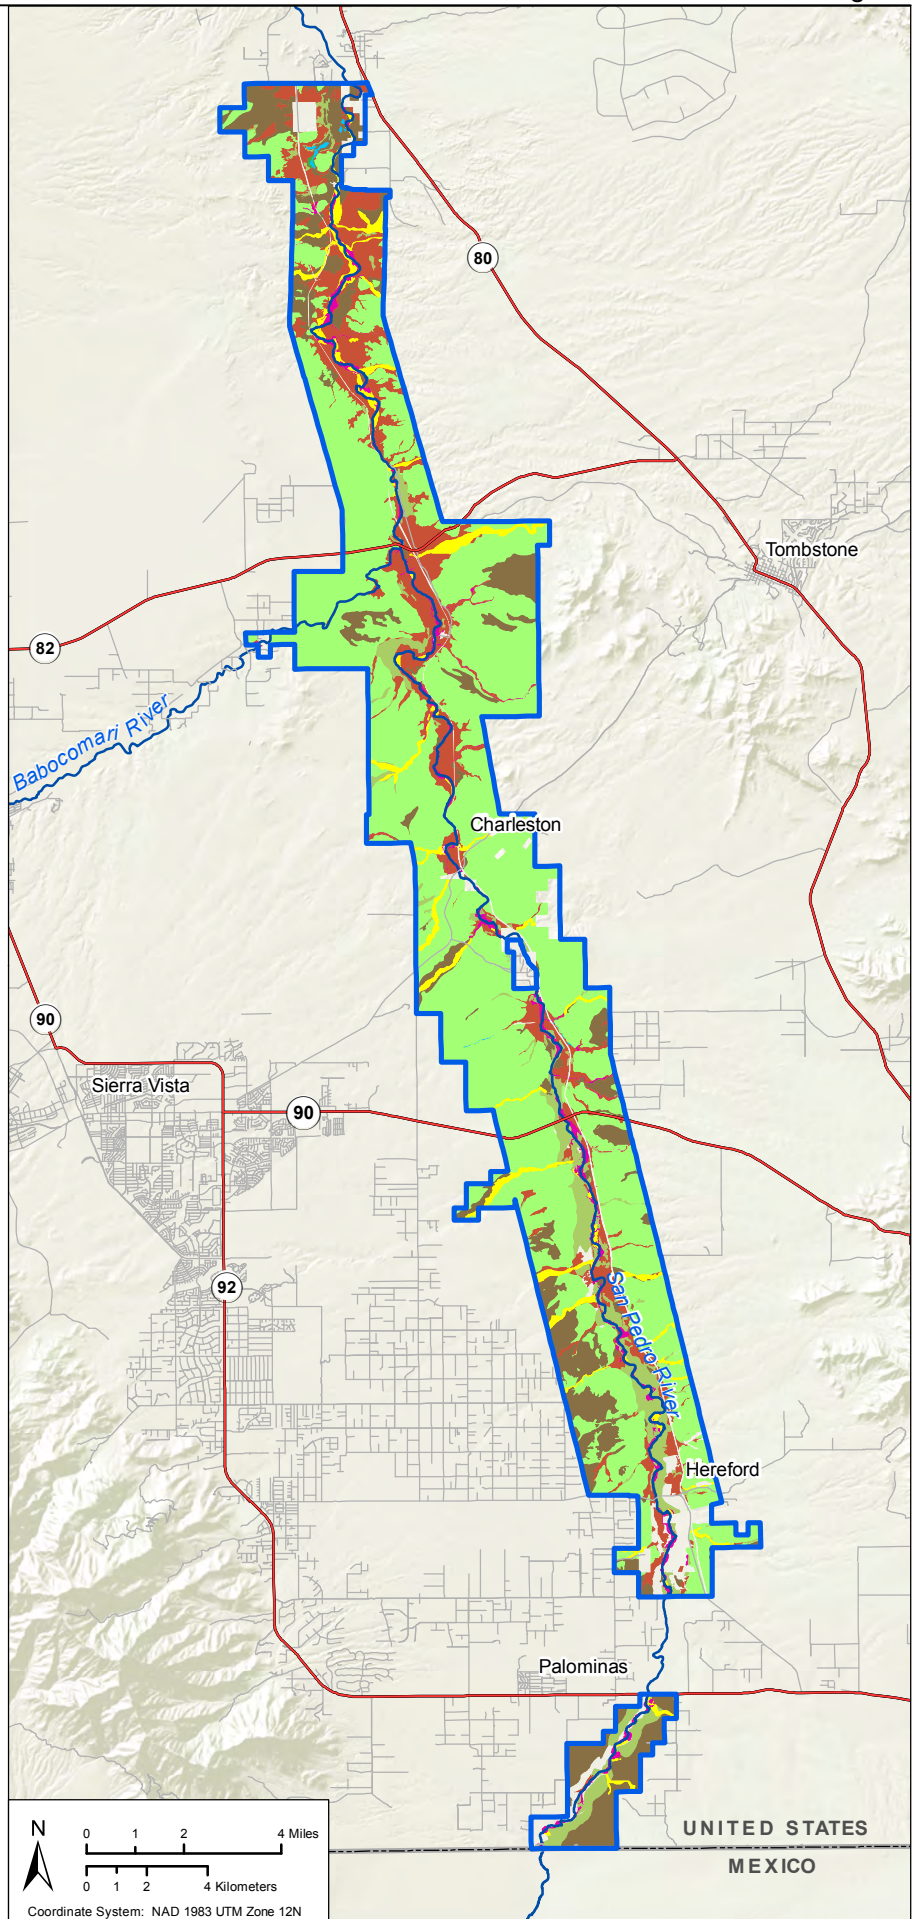 80
Tombstone
82
Babocomari River
Charleston
90
Sierra Vista
90
92
San Pedro River
Hereford
Palominas
UNITED STATES
MEXICO
N
0 1 2 4 Miles
0 1 2 4 Kilometers
Coordinate System: NAD 1983 UTM Zone 12N